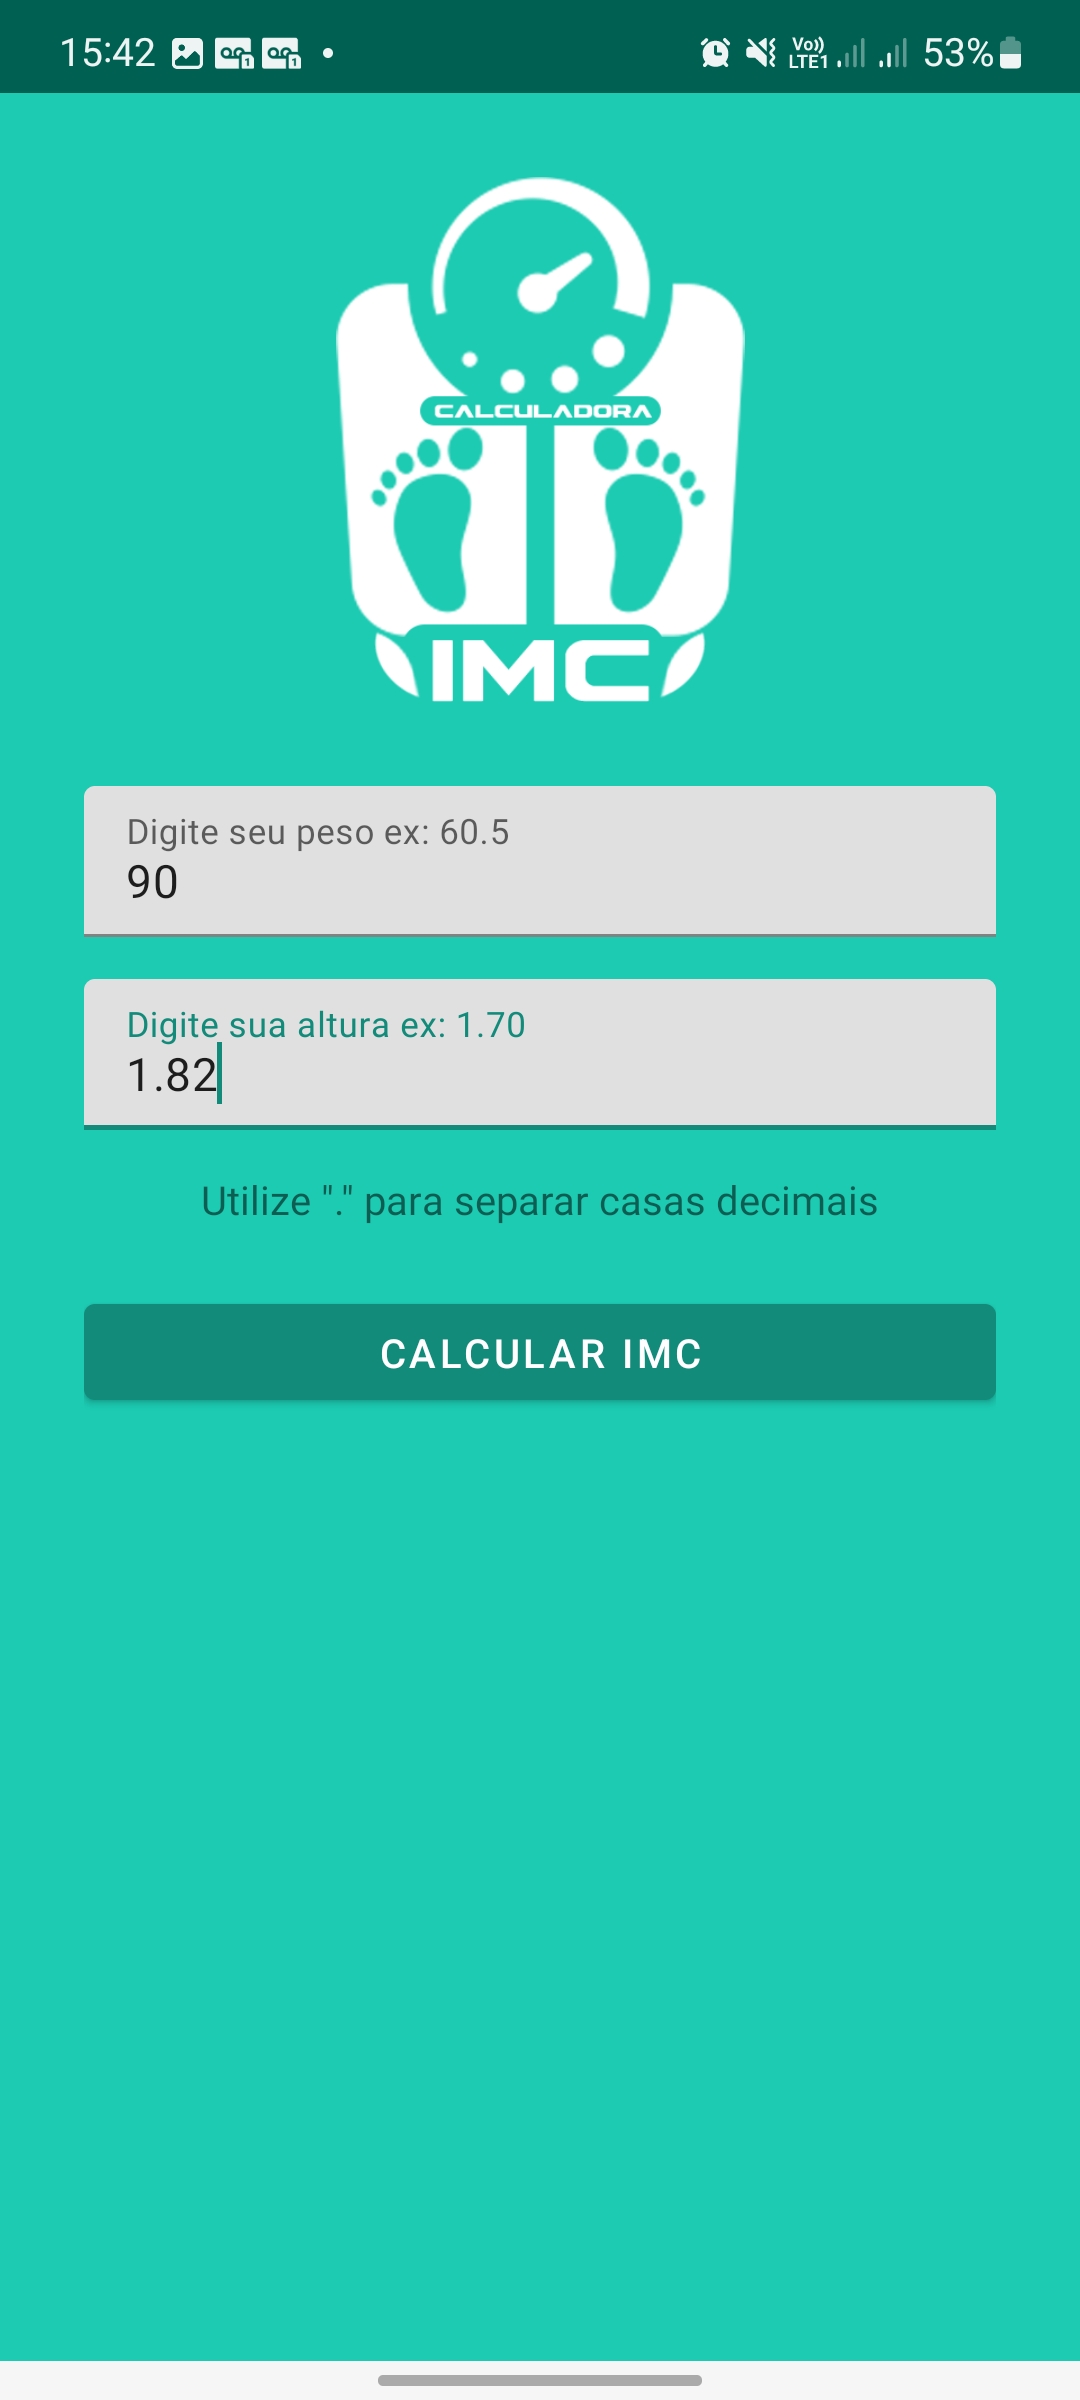 15:42
Vo)) LTE1 53%
CALCULADORA
IMC
Digite seu peso ex: 60.5
90
Digite sua altura ex: 1.70
1.82
Utilize "." para separar casas decimais
CALCULAR IMC